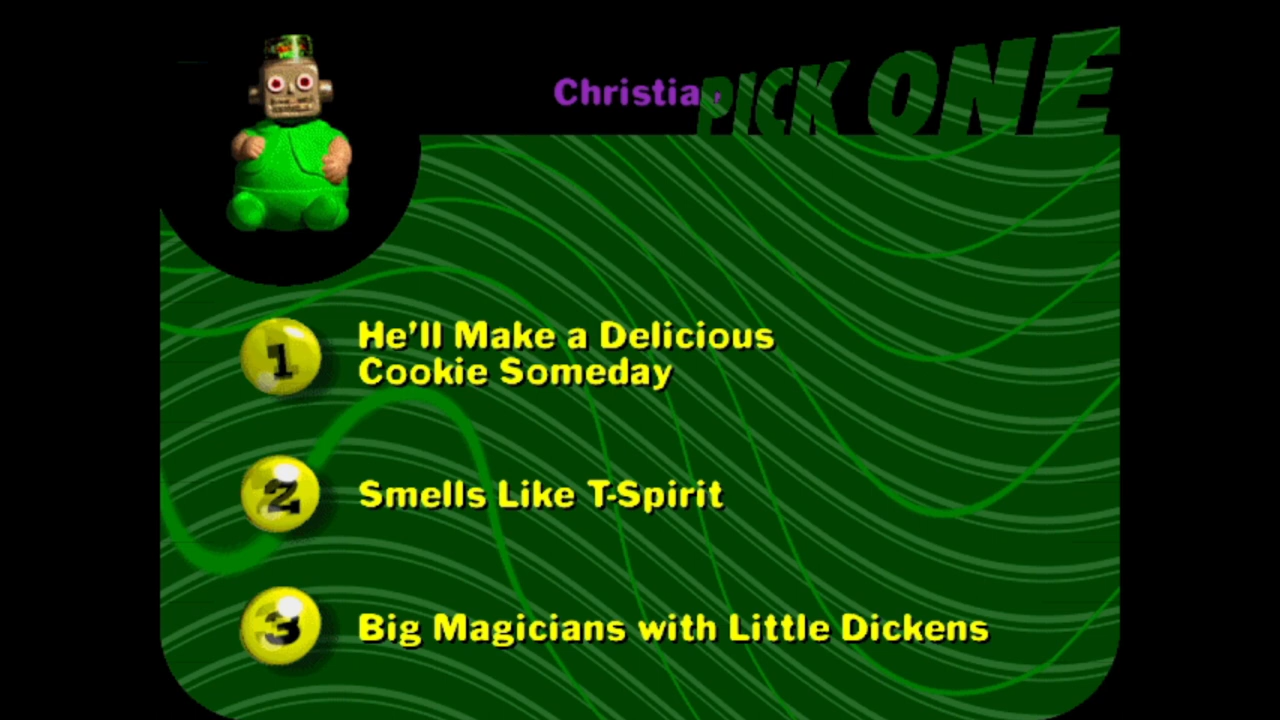 Christian,
PICK ONE
1
He'll Make a Delicious
Cookie Someday
2
Smells Like T-Spirit
3
Big Magicians with Little Dickens